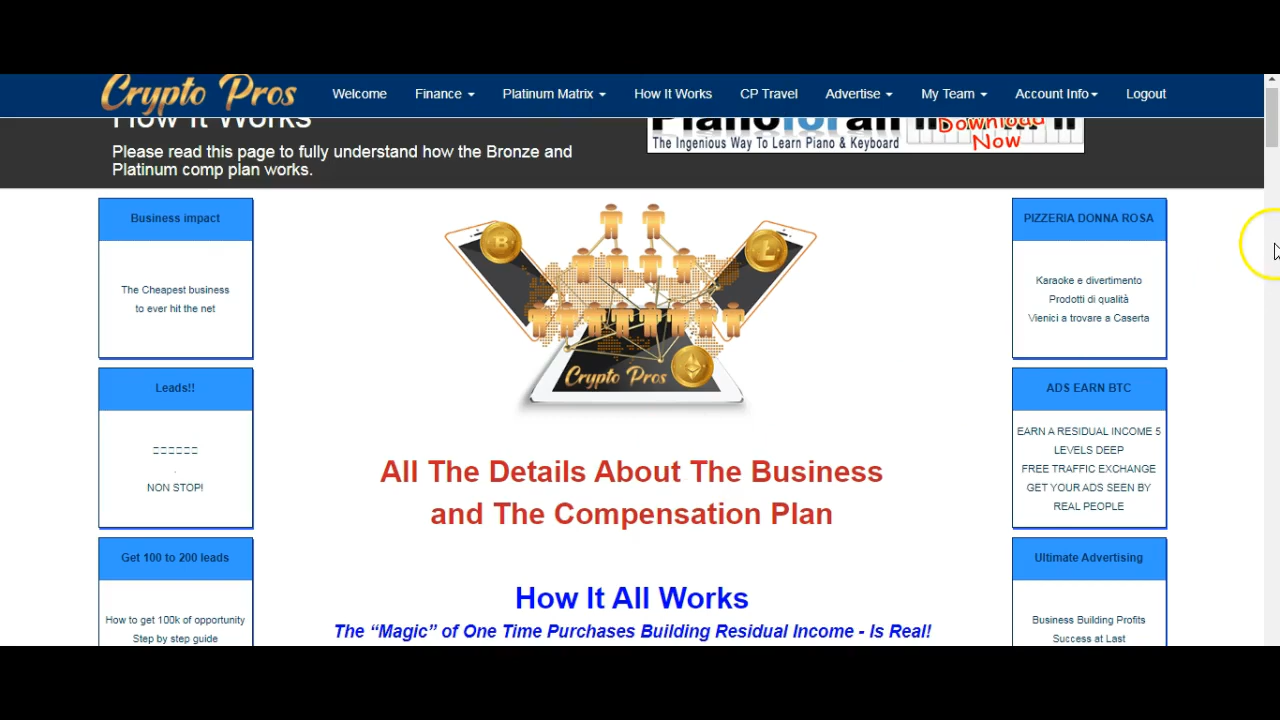 Crypto Pros
Welcome
Finance
Platinum Matrix
How It Works
CP Travel
Advertise
My Team
Account Info
Logout
How It Works
Please read this page to fully understand how the Bronze and
Platinum comp plan works.
Pianoforall
The Ingenious Way To Learn Piano & Keyboard
Download
Now
Business impact
The Cheapest business
to ever hit the net
Leads!!
======
.
NON STOP!
Get 100 to 200 leads
How to get 100k of opportunity
Step by step guide
Crypto Pros
All The Details About The Business
and The Compensation Plan
How It All Works
The “Magic” of One Time Purchases Building Residual Income - Is Real!
PIZZERIA DONNA ROSA
Karaoke e divertimento
Prodotti di qualità
Vienici a trovare a Caserta
ADS EARN BTC
EARN A RESIDUAL INCOME 5
LEVELS DEEP
FREE TRAFFIC EXCHANGE
GET YOUR ADS SEEN BY
REAL PEOPLE
Ultimate Advertising
Business Building Profits
Success at Last